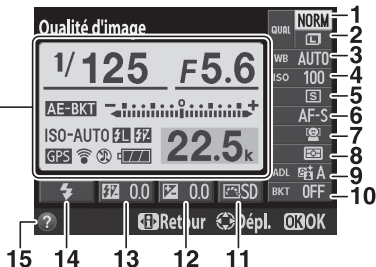 Qualité d'image
QUAL NORM 1
L 2
1/125 F5.6
WB AUTO 3
ISO 100 4
AE-BKT - 0 +
S 5
AF-S 6
ISO-AUTO
7
GPS 22.5k
8
ADL A 9
0.0 0.0 SD
BKT OFF 10
? i Retour Dépl. OK OK
15 14 13 12 11